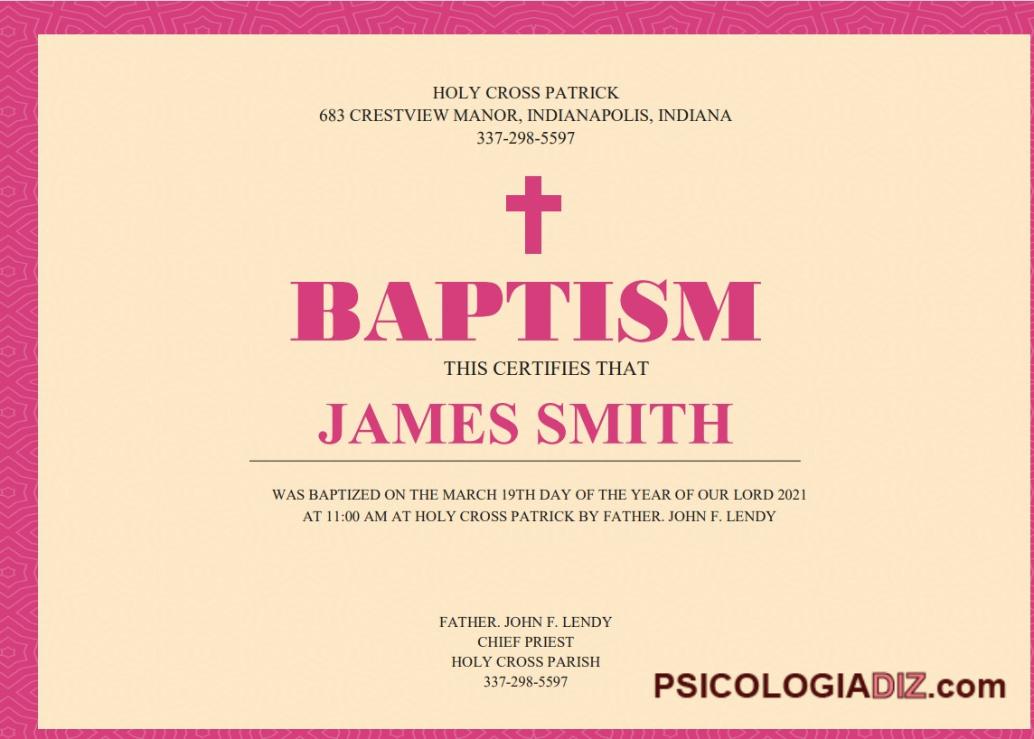 HOLY CROSS PATRICK
683 CRESTVIEW MANOR, INDIANAPOLIS, INDIANA
337-298-5597
BAPTISM
THIS CERTIFIES THAT
JAMES SMITH
WAS BAPTIZED ON THE MARCH 19TH DAY OF THE YEAR OF OUR LORD 2021
AT 11:00 AM AT HOLY CROSS PATRICK BY FATHER. JOHN F. LENDY
FATHER. JOHN F. LENDY
CHIEF PRIEST
HOLY CROSS PARISH
337-298-5597
PSICOLOGIADIZ.com